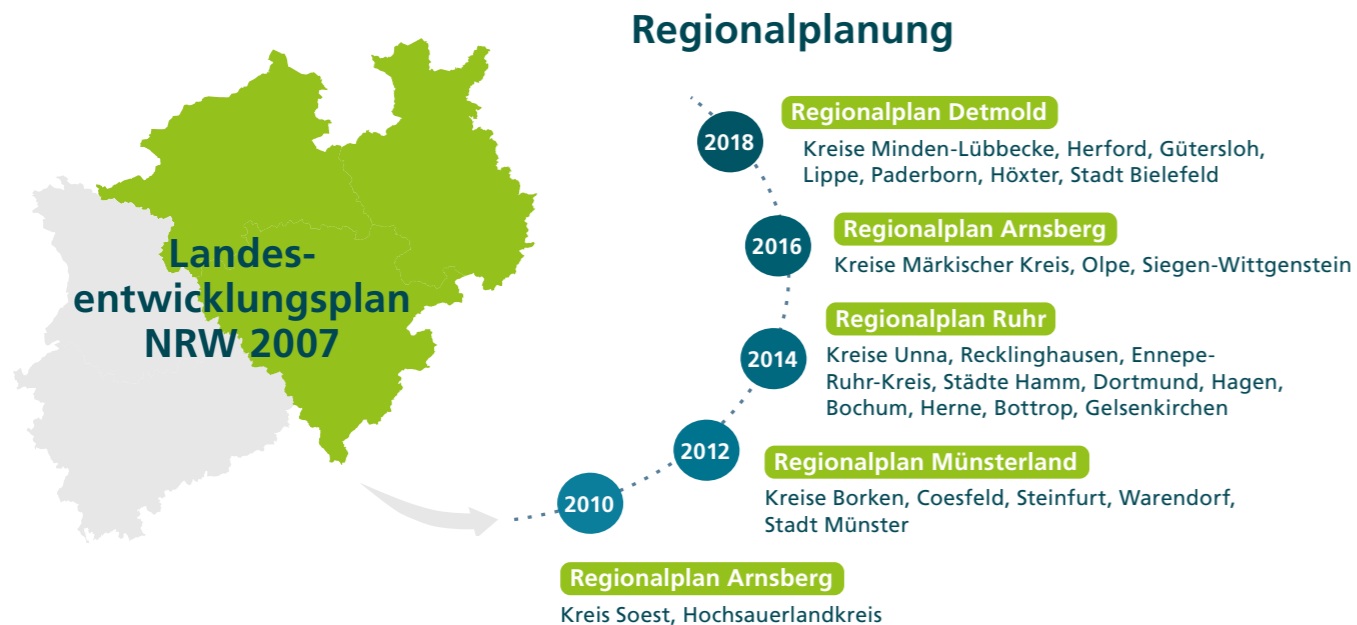 Regionalplanung
Landes-
entwicklungsplan
NRW 2007
2018
Regionalplan Detmold
Kreise Minden-Lübbecke, Herford, Gütersloh,
Lippe, Paderborn, Höxter, Stadt Bielefeld
2016
Regionalplan Arnsberg
Kreise Märkischer Kreis, Olpe, Siegen-Wittgenstein
2014
Regionalplan Ruhr
Kreise Unna, Recklinghausen, Ennepe-
Ruhr-Kreis, Städte Hamm, Dortmund, Hagen,
Bochum, Herne, Bottrop, Gelsenkirchen
2012
Regionalplan Münsterland
Kreise Borken, Coesfeld, Steinfurt, Warendorf,
Stadt Münster
2010
Regionalplan Arnsberg
Kreis Soest, Hochsauerlandkreis